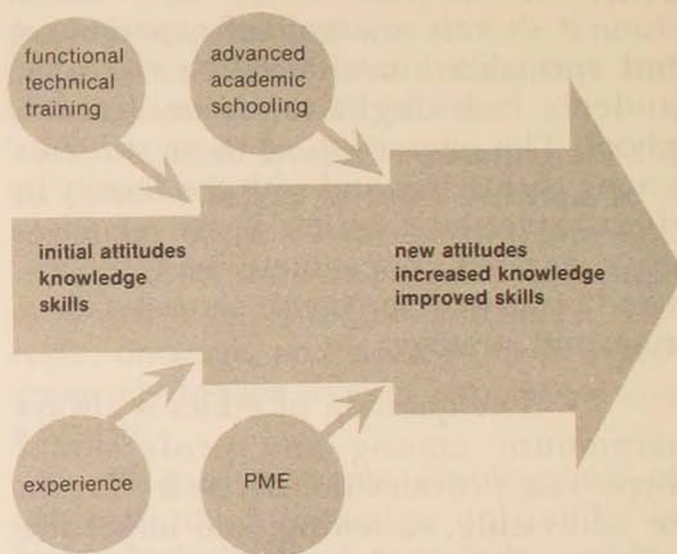 functional
technical
training
advanced
academic
schooling
initial attitudes
knowledge
skills
new attitudes
increased knowledge
improved skills
experience
PME